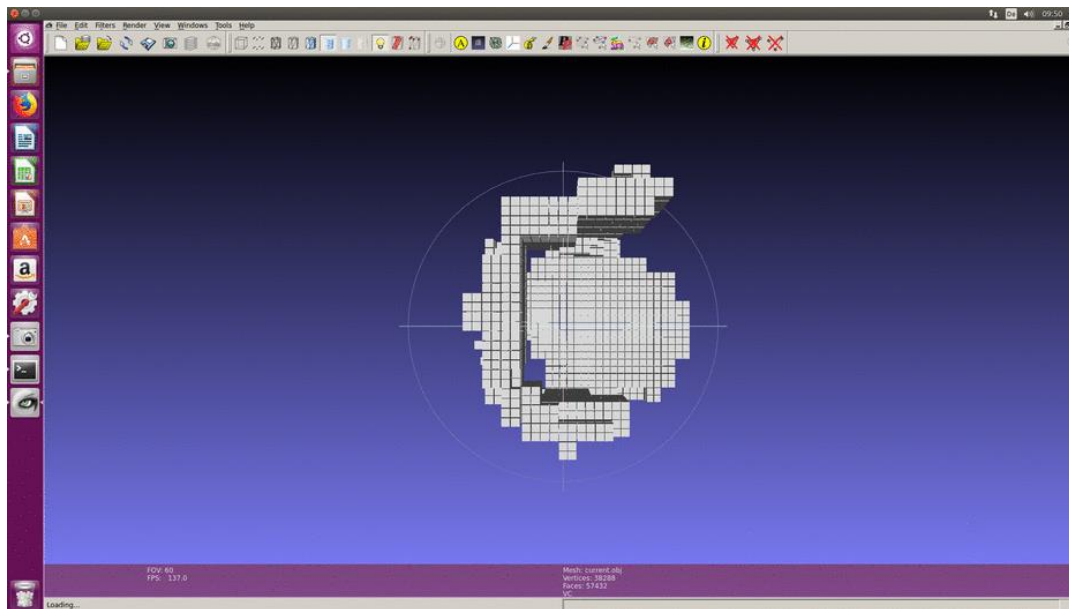 Da 09:50
File Edit Filters Render View Windows Tools Help
FOV: 60
FPS: 137.0
Mesh: current.obj
Vertices: 38288
Faces: 57432
VC
Loading...